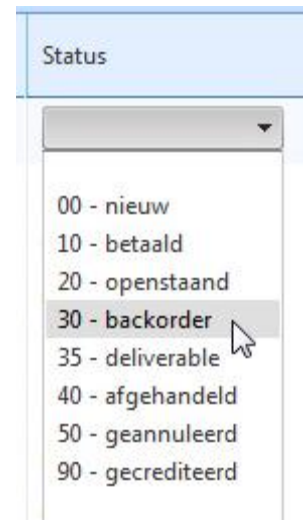 Status
00 - nieuw
10 - betaald
20 - openstaand
30 - backorder
35 - deliverable
40 - afgehandeld
50 - geannuleerd
90 - gecrediteerd